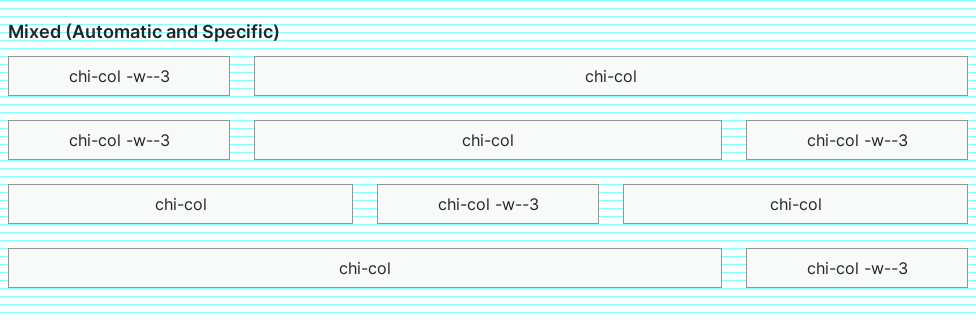 Mixed (Automatic and Specific)
chi-col -w--3 chi-col
chi-col -w--3 chi-col chi-col -w--3
chi-col chi-col -w--3 chi-col
chi-col chi-col -w--3